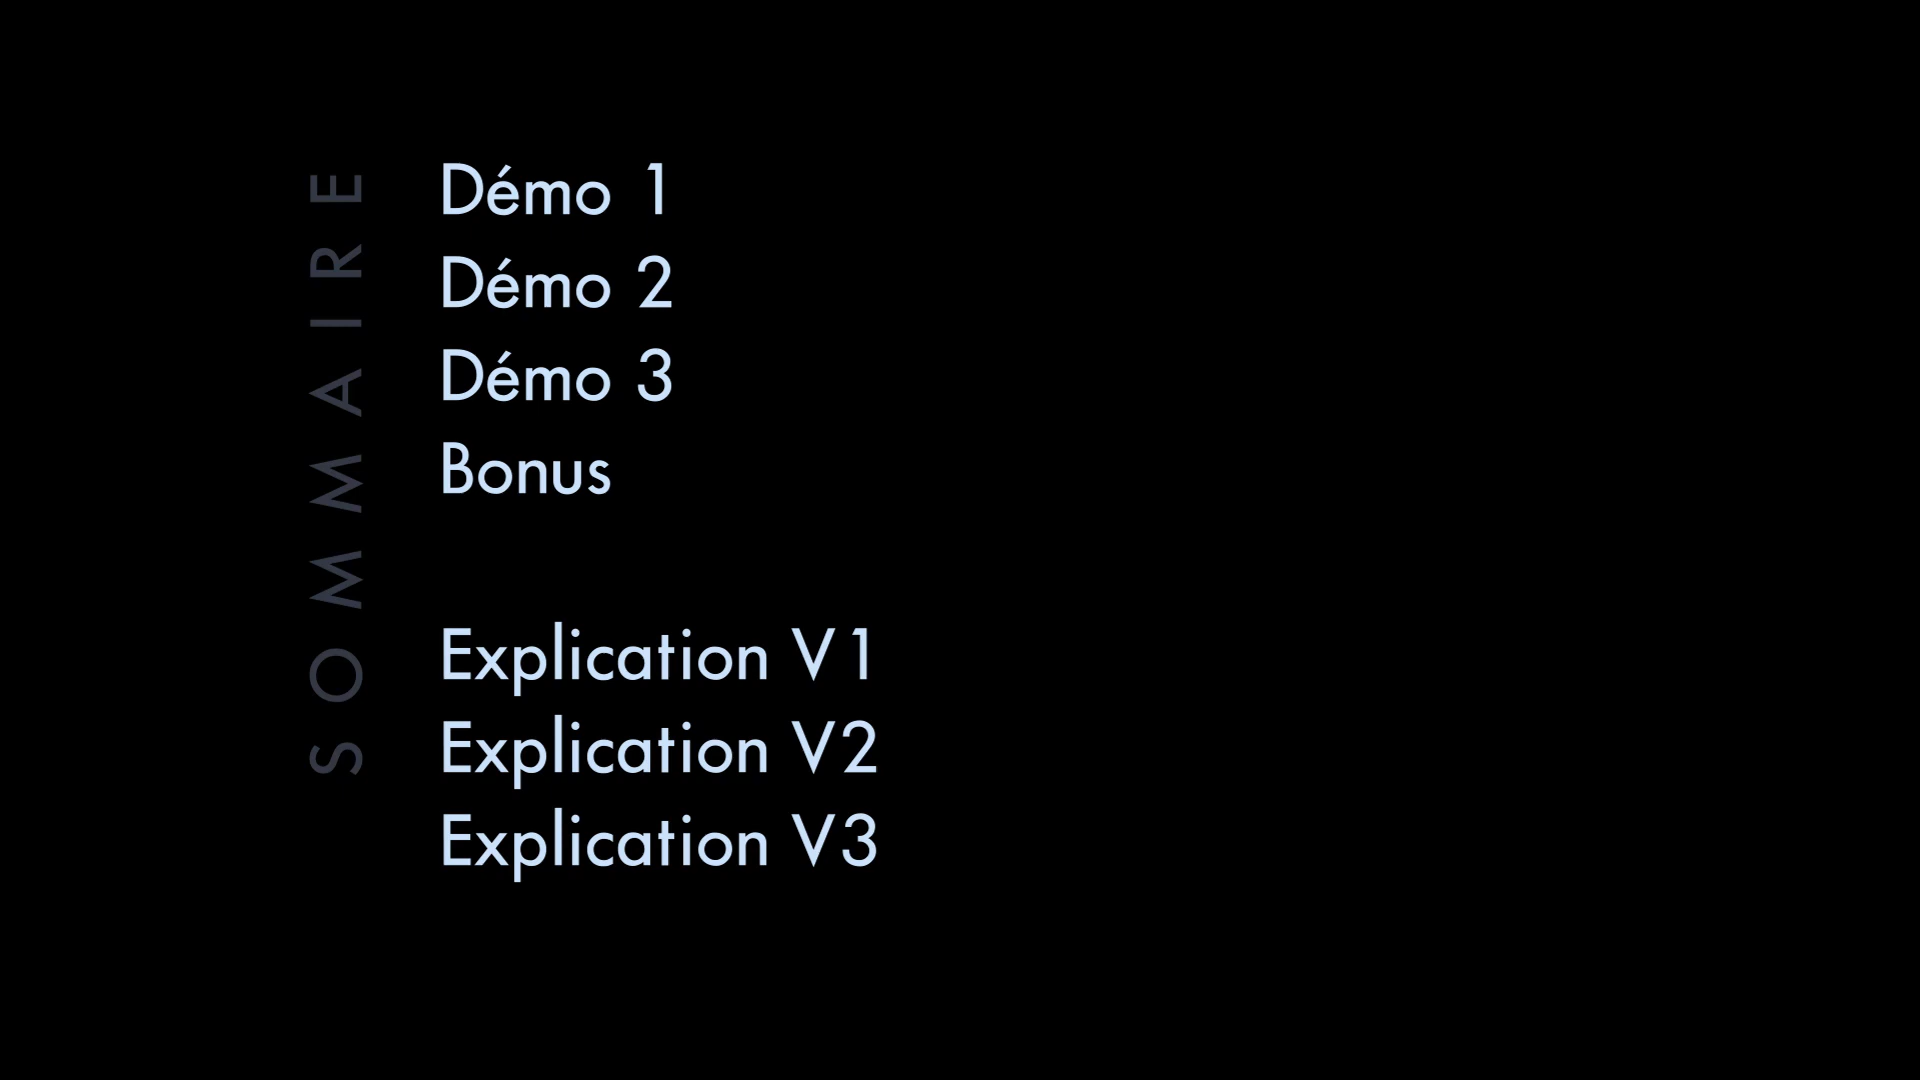 SOMMAIRE
Démo 1
Démo 2
Démo 3
Bonus
Explication V1
Explication V2
Explication V3